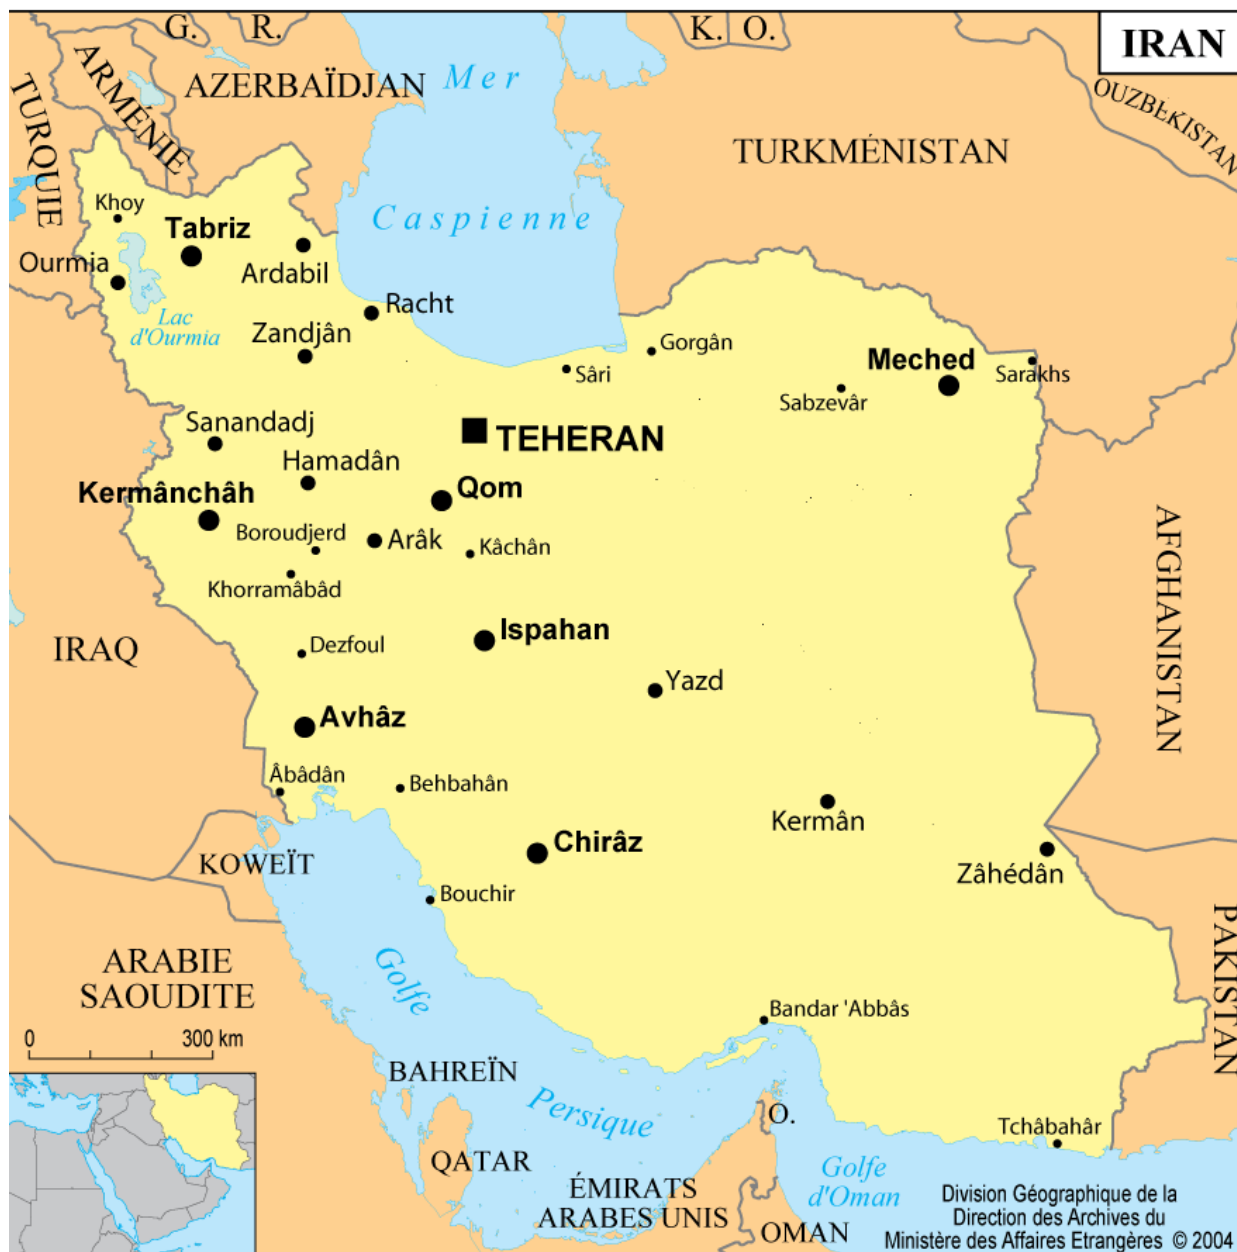 G.
R.
K.
O.
IRAN
ARMÉNIE
AZERBAÏDJAN
Mer
TURQUIE
OUZBEKISTAN
TURKMÉNISTAN
Caspienne
Khoy
Tabriz
Ourmia
Ardabil
Racht
Lac
d'Ourmia
Zandjân
Gorgân
Sâri
Meched
Sarakhs
Sabzevâr
Sanandadj
TEHERAN
Hamadân
Kermânchâh
Qom
Boroudjerd
Arâk
Kâchân
Khorramâbâd
AFGHANISTAN
IRAQ
Ispahan
Dezfoul
Yazd
Avhâz
Âbâdân
Behbahân
Kermân
Chirâz
KOWEÏT
Zâhédân
Bouchir
PAKISTAN
ARABIE
SAOUDITE
Golfe
Bandar 'Abbâs
0 300 km
BAHREÏN
Persique
O.
Tchâbahâr
QATAR
ÉMIRATS
ARABES UNIS
Golfe
d'Oman
OMAN
Division Géographique de la
Direction des Archives du
Ministère des Affaires Etrangères © 2004